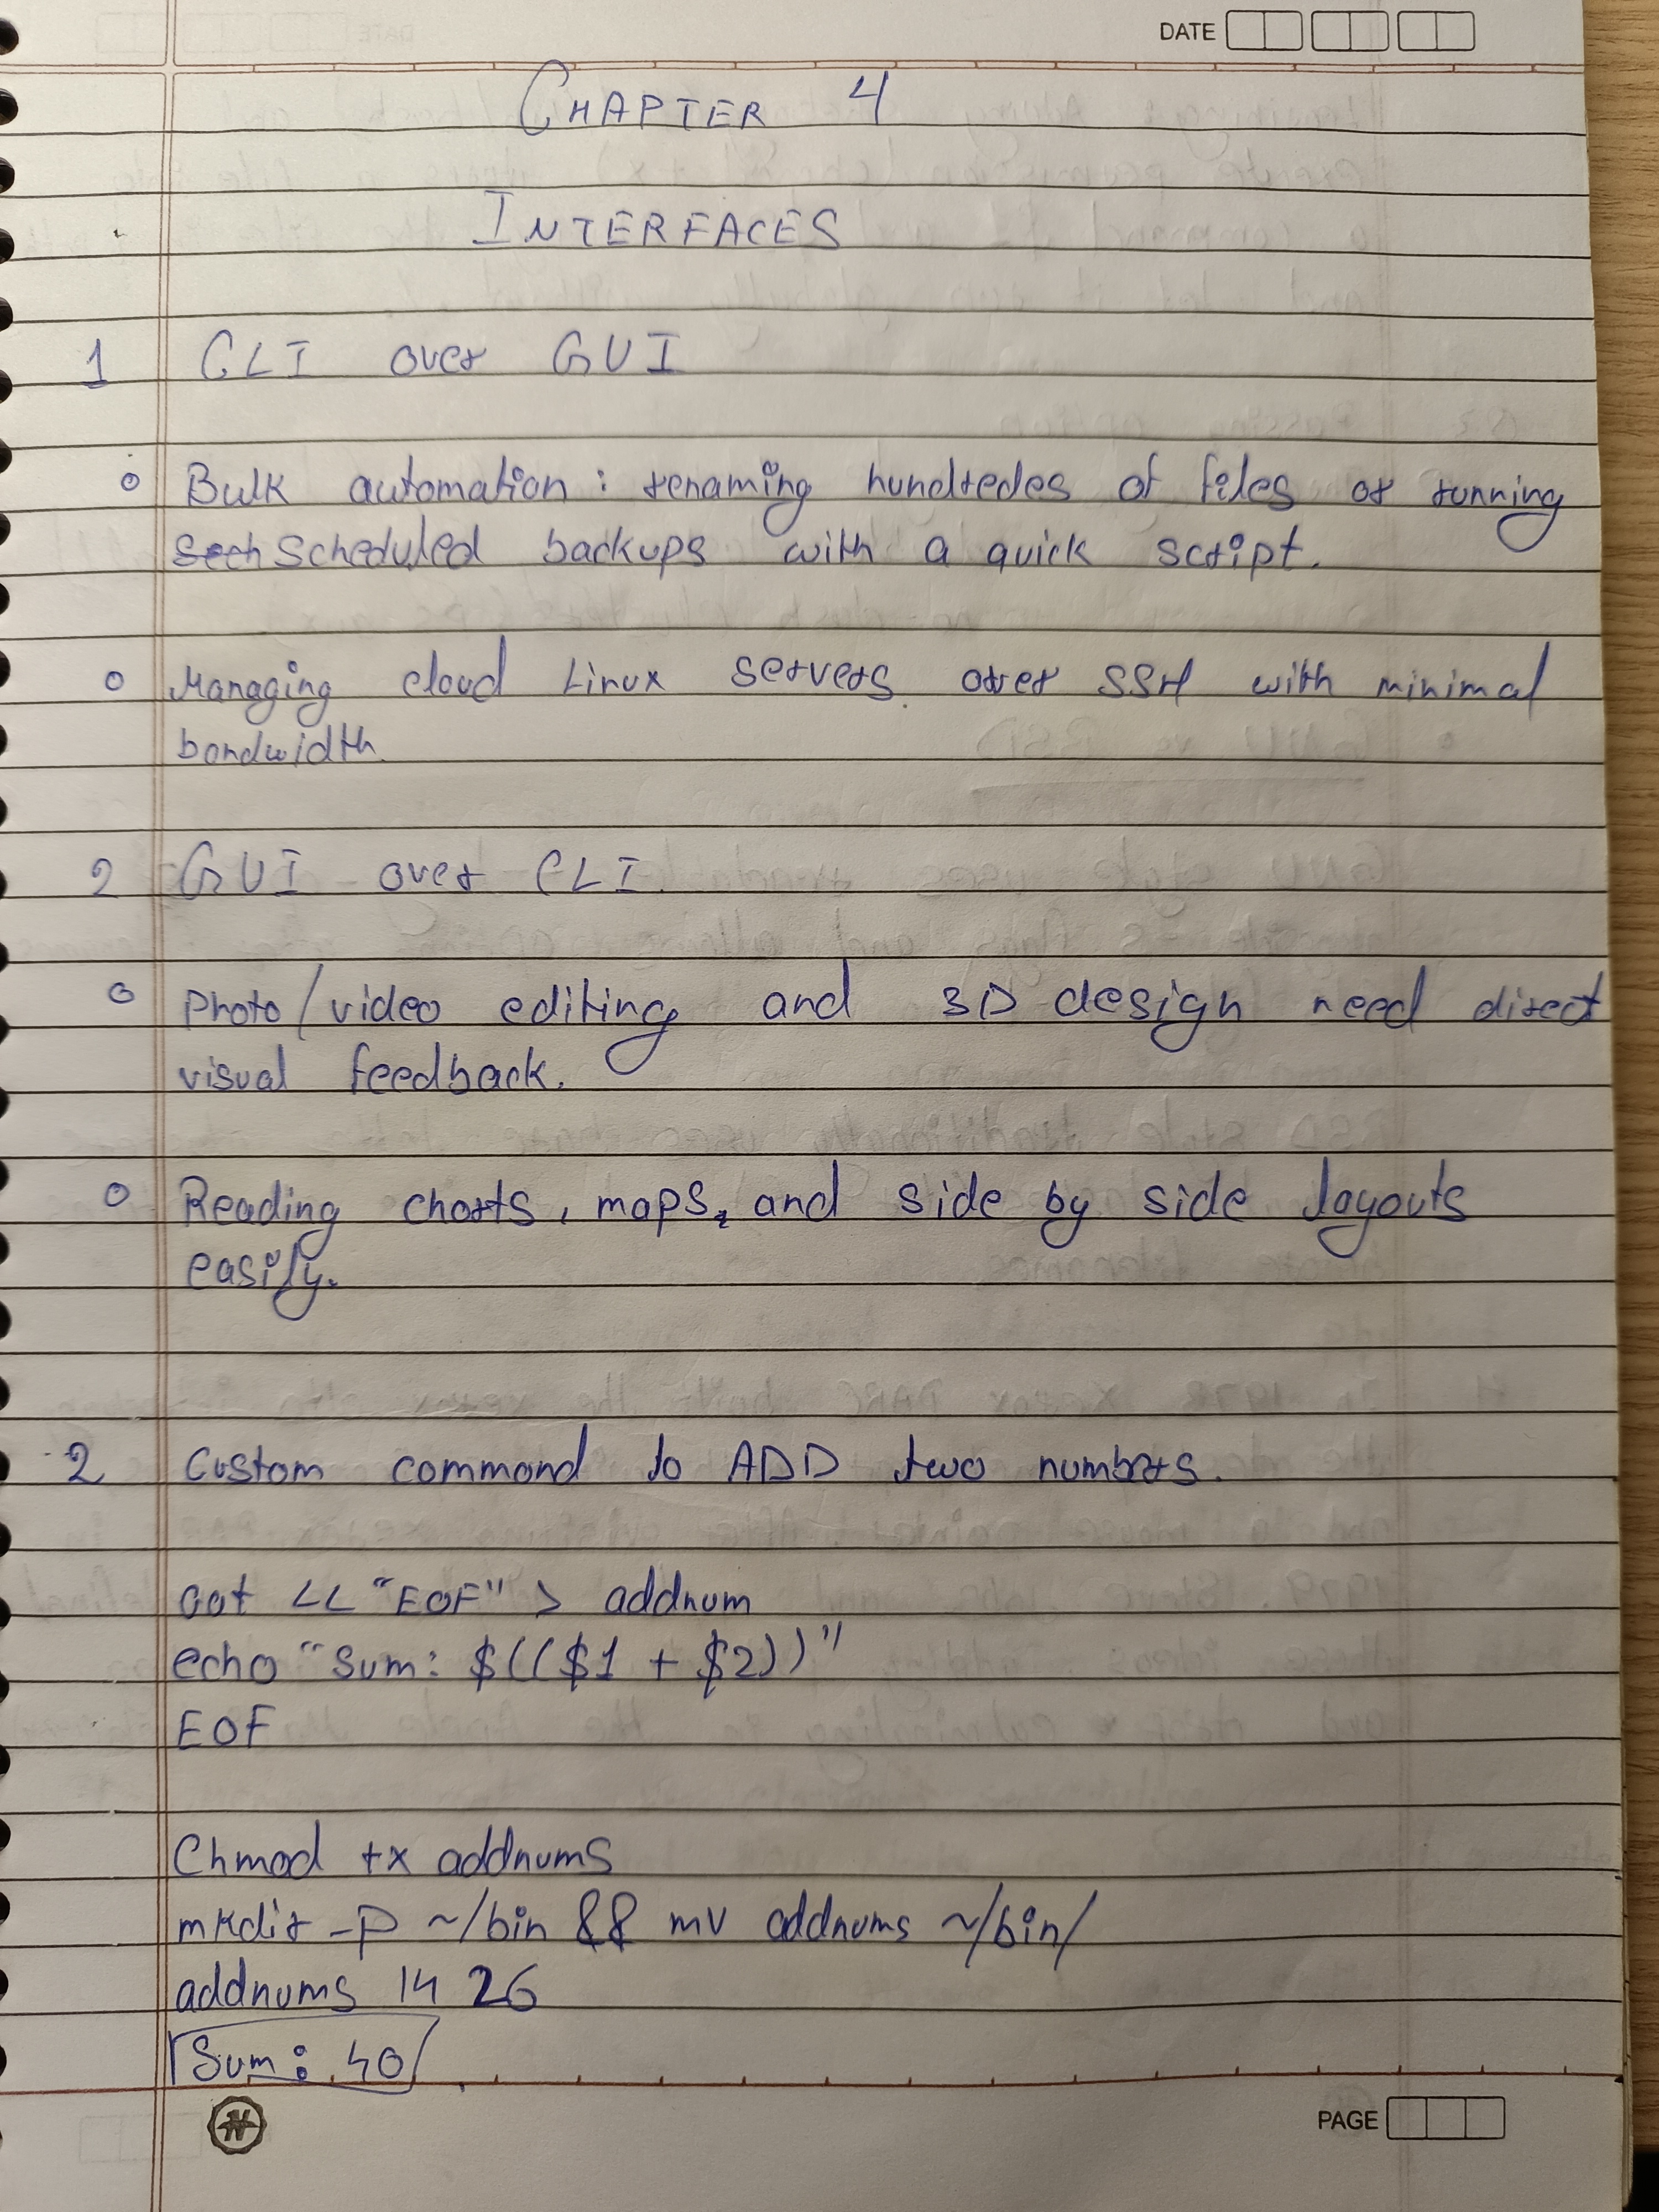 DATE
CHAPTER 4
INTERFACES
1 CLI over GUI
o Bulk automation: renaming hundredes of files or running
Sech Scheduled backups with a quick script.
o Managing cloud Linux servers over SSH with minimal
bandwidth.
2 GUI over CLI.
o Photo/video editing and 3D design need direct
visual feedback.
o Reading charts, maps, and side by side layouts
easily.
2 Custom command to ADD two numbers.
cat << "EOF" > addnum
echo "Sum: $(($1 + $2))"
EOF
Chmod +x addnums
mkdir -p ~/bin && mv addnums ~/bin/
addnums 14 26
Sum: 40
PAGE